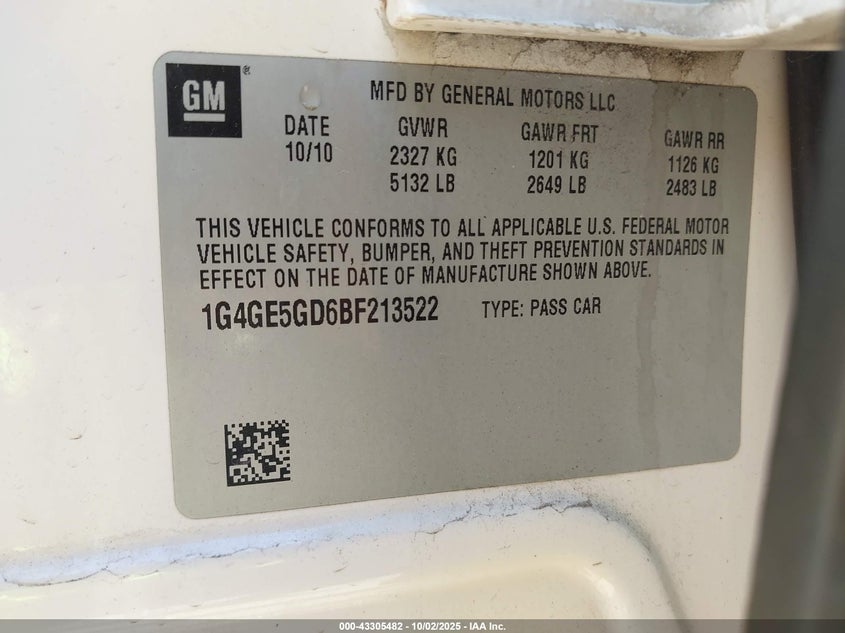 GM®
MFD BY GENERAL MOTORS LLC
DATE GVWR GAWR FRT GAWR RR
10/10 2327 KG 1201 KG 1126 KG
5132 LB 2649 LB 2483 LB
THIS VEHICLE CONFORMS TO ALL APPLICABLE U.S. FEDERAL MOTOR
VEHICLE SAFETY, BUMPER, AND THEFT PREVENTION STANDARDS IN
EFFECT ON THE DATE OF MANUFACTURE SHOWN ABOVE.
1G4GE5GD6BF213522 TYPE: PASS CAR
000-43305482 - 10/02/2025 - IAA Inc.